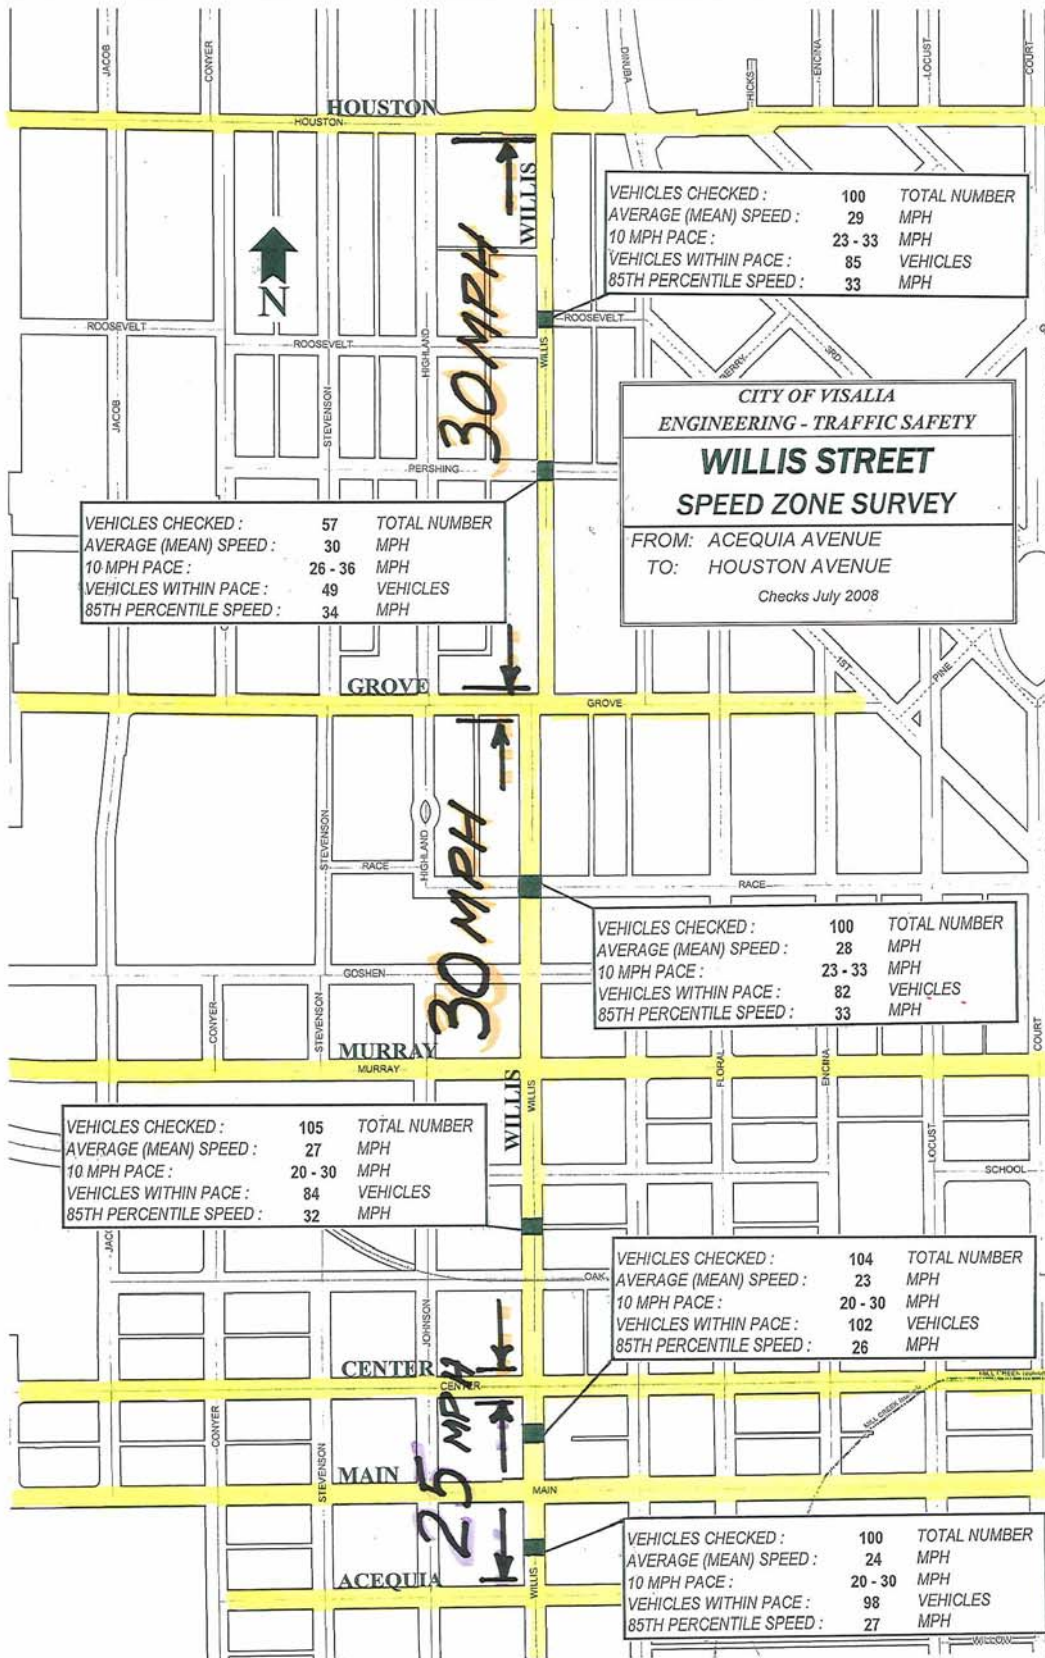 JACOB
CONYER
DINUBA
HICKS
ENCINA
LOCUST
COURT
HOUSTON
HOUSTON
WILLIS
30 MPH
N
VEHICLES CHECKED : 100 TOTAL NUMBER
AVERAGE (MEAN) SPEED : 29 MPH
10 MPH PACE : 23 - 33 MPH
VEHICLES WITHIN PACE : 85 VEHICLES
85TH PERCENTILE SPEED : 33 MPH
ROOSEVELT
ROOSEVELT
ROOSEVELT
JACOB
STEVENSON
HIGHLAND
WILLIS
3RD
CITY OF VISALIA
ENGINEERING - TRAFFIC SAFETY
WILLIS STREET
SPEED ZONE SURVEY
FROM: ACEQUIA AVENUE
TO: HOUSTON AVENUE
Checks July 2008
PERSHING
VEHICLES CHECKED : 57 TOTAL NUMBER
AVERAGE (MEAN) SPEED : 30 MPH
10 MPH PACE : 26 - 36 MPH
VEHICLES WITHIN PACE : 49 VEHICLES
85TH PERCENTILE SPEED : 34 MPH
1ST
PINE
GROVE
GROVE
30 MPH
STEVENSON
HIGHLAND
RACE
RACE
VEHICLES CHECKED : 100 TOTAL NUMBER
AVERAGE (MEAN) SPEED : 28 MPH
10 MPH PACE : 23 - 33 MPH
VEHICLES WITHIN PACE : 82 VEHICLES
85TH PERCENTILE SPEED : 33 MPH
GOSHEN
CONYER
STEVENSON
COURT
MURRAY
MURRAY
WILLIS
WILLIS
FLORAL
ENCINA
LOCUST
SCHOOL
VEHICLES CHECKED : 105 TOTAL NUMBER
AVERAGE (MEAN) SPEED : 27 MPH
10 MPH PACE : 20 - 30 MPH
VEHICLES WITHIN PACE : 84 VEHICLES
85TH PERCENTILE SPEED : 32 MPH
OAK
JOHNSON
VEHICLES CHECKED : 104 TOTAL NUMBER
AVERAGE (MEAN) SPEED : 23 MPH
10 MPH PACE : 20 - 30 MPH
VEHICLES WITHIN PACE : 102 VEHICLES
85TH PERCENTILE SPEED : 26 MPH
CENTER
CENTER
25 MPH
CONYER
STEVENSON
MAIN
MAIN
ACEQUIA
WILLIS
VEHICLES CHECKED : 100 TOTAL NUMBER
AVERAGE (MEAN) SPEED : 24 MPH
10 MPH PACE : 20 - 30 MPH
VEHICLES WITHIN PACE : 98 VEHICLES
85TH PERCENTILE SPEED : 27 MPH
WILLOW